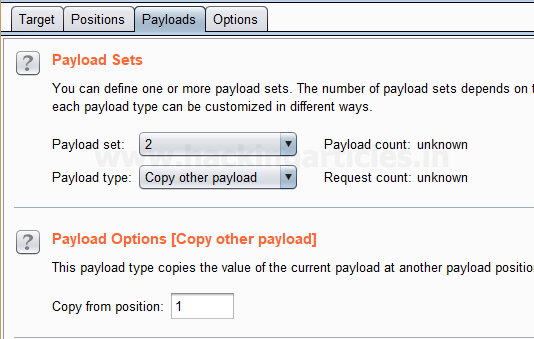 Target Positions Payloads Options
? Payload Sets
You can define one or more payload sets. The number of payload sets depends on t
each payload type can be customized in different ways.
Payload set: 2 Payload count: unknown
www.hackingarticles.in
Payload type: Copy other payload Request count: unknown
? Payload Options [Copy other payload]
This payload type copies the value of the current payload at another payload positio
Copy from position: 1